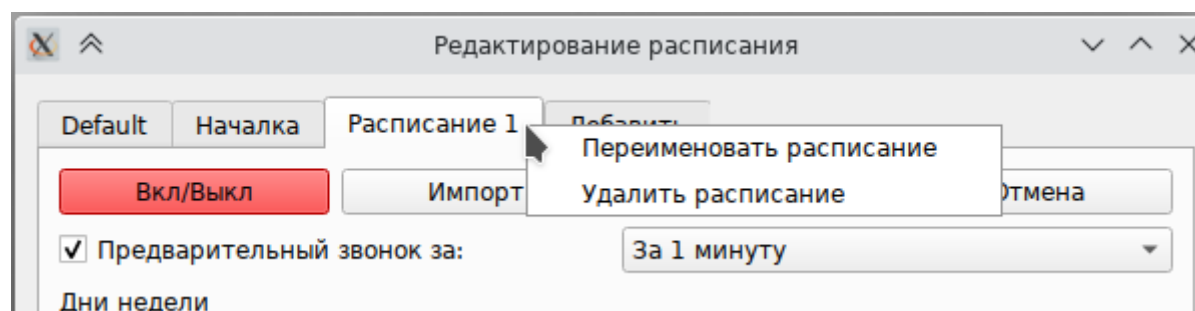 Редактирование расписания
Default Началка Расписание 1 Добавить
Переименовать расписание
Вкл/Выкл Импорт Удалить расписание Отмена
Предварительный звонок за: За 1 минуту
Дни недели